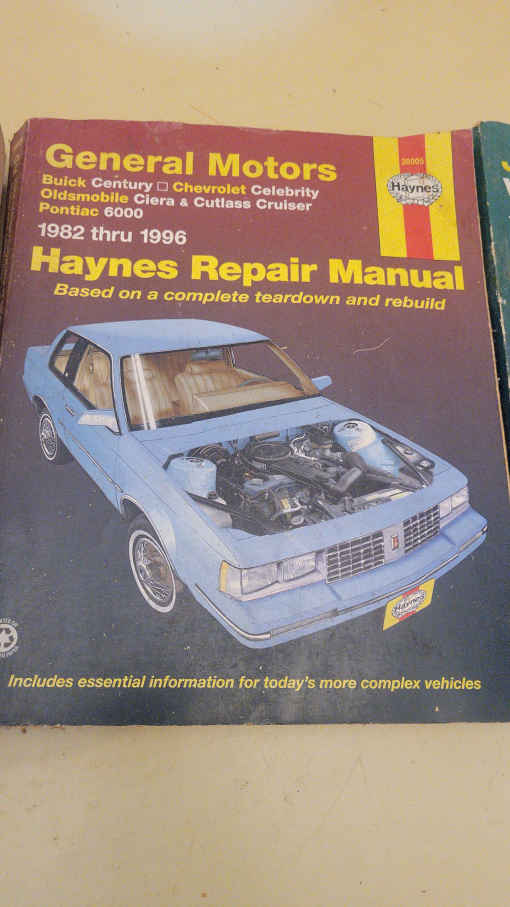 General Motors
Buick Century □ Chevrolet Celebrity
Oldsmobile Ciera & Cutlass Cruiser
Pontiac 6000
1982 thru 1996
Haynes Repair Manual
Based on a complete teardown and rebuild
Haynes
Haynes
Includes essential information for today's more complex vehicles